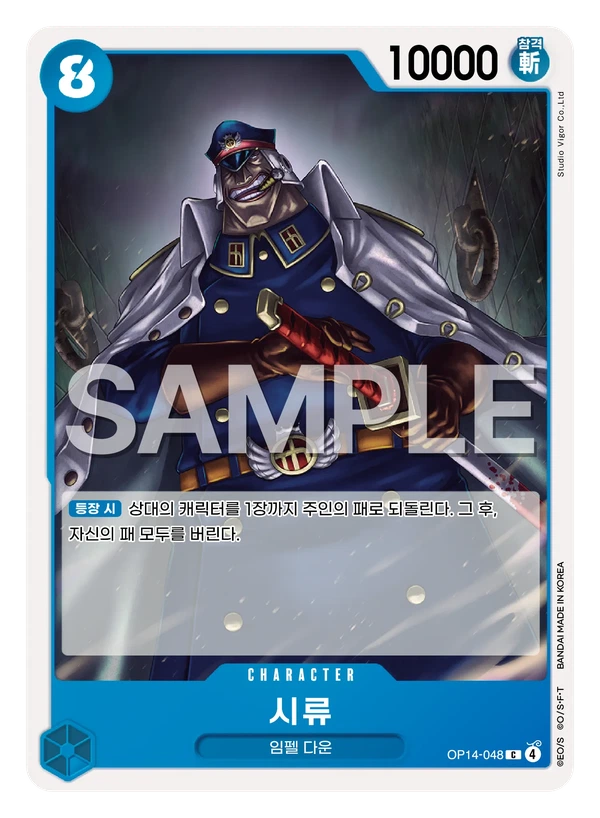 8
10000
참격
斬
Studio Vigor Co.,Ltd
SAMPLE
등장 시 상대의 캐릭터를 1장까지 주인의 패로 되돌린다. 그 후,
자신의 패 모두를 버린다.
CHARACTER
시류
임펠 다운
OP14-048 C 4
©EO/S ©O/S·F·T BANDAI MADE IN KOREA